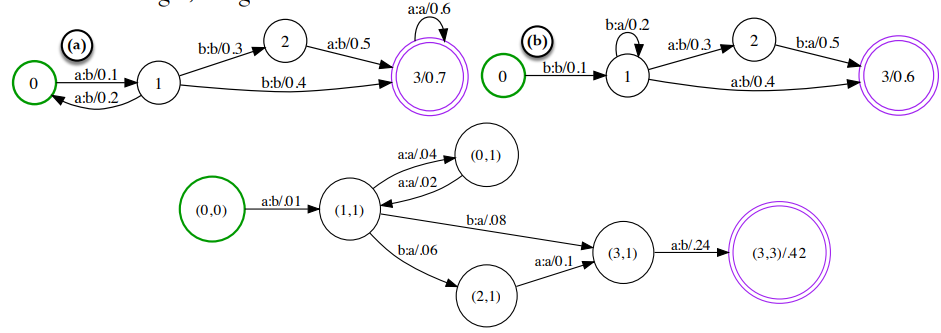 a:a/0.6
(a)
b:b/0.3
2
a:b/0.5
0
a:b/0.1
1
b:b/0.4
3/0.7
a:b/0.2
(b)
b:a/0.2
a:b/0.3
2
b:a/0.5
0
b:b/0.1
1
a:b/0.4
3/0.6
a:a/.04
(0,1)
a:a/.02
(0,0)
a:b/.01
(1,1)
b:a/.08
b:a/.06
(2,1)
a:a/0.1
(3,1)
a:b/.24
(3,3)/.42